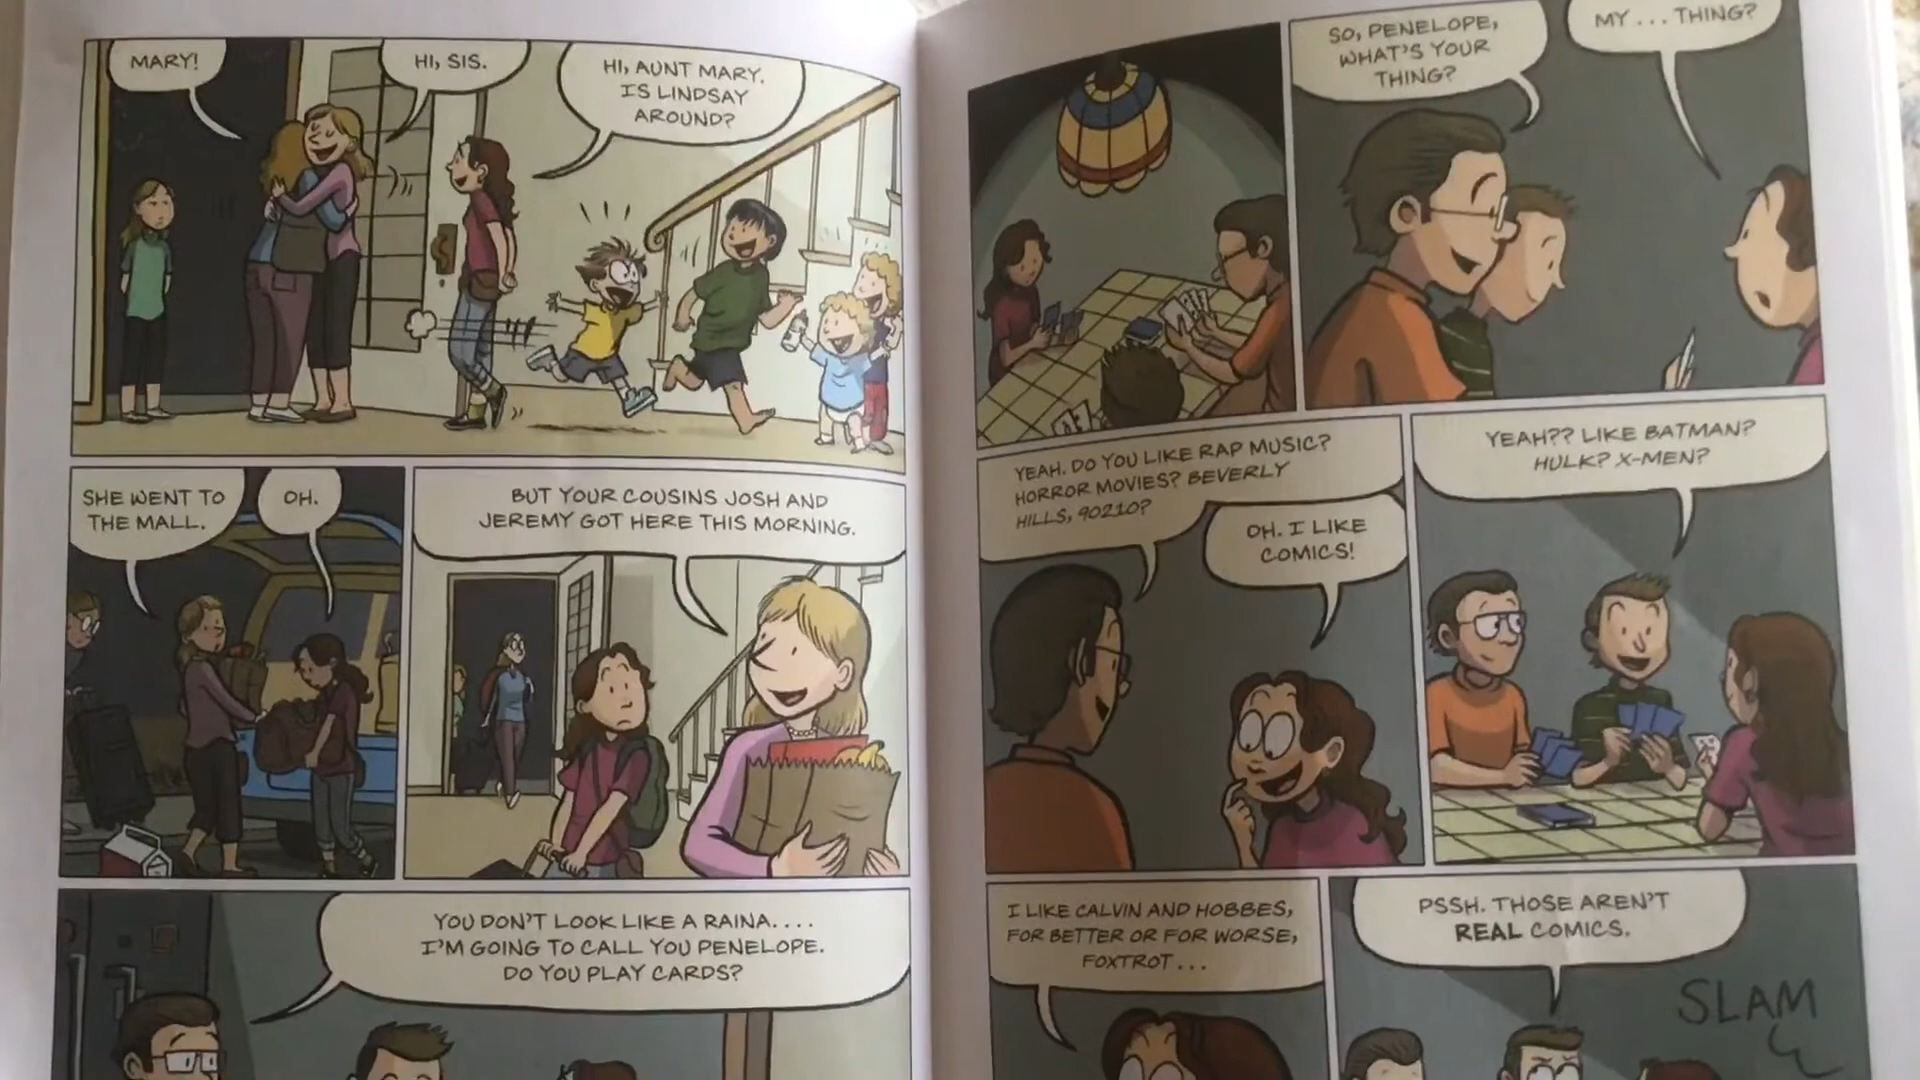 MARY!
HI, SIS.
HI, AUNT MARY.
IS LINDSAY
AROUND?
SHE WENT TO
THE MALL.
OH.
BUT YOUR COUSINS JOSH AND
JEREMY GOT HERE THIS MORNING.
YOU DON'T LOOK LIKE A RAINA....
I'M GOING TO CALL YOU PENELOPE.
DO YOU PLAY CARDS?
SO, PENELOPE,
WHAT'S YOUR
THING?
MY... THING?
YEAH. DO YOU LIKE RAP MUSIC?
HORROR MOVIES? BEVERLY
HILLS, 90210?
OH. I LIKE
COMICS!
YEAH?? LIKE BATMAN?
HULK? X-MEN?
I LIKE CALVIN AND HOBBES,
FOR BETTER OR FOR WORSE,
FOXTROT...
PSSH. THOSE AREN'T
REAL COMICS.
SLAM